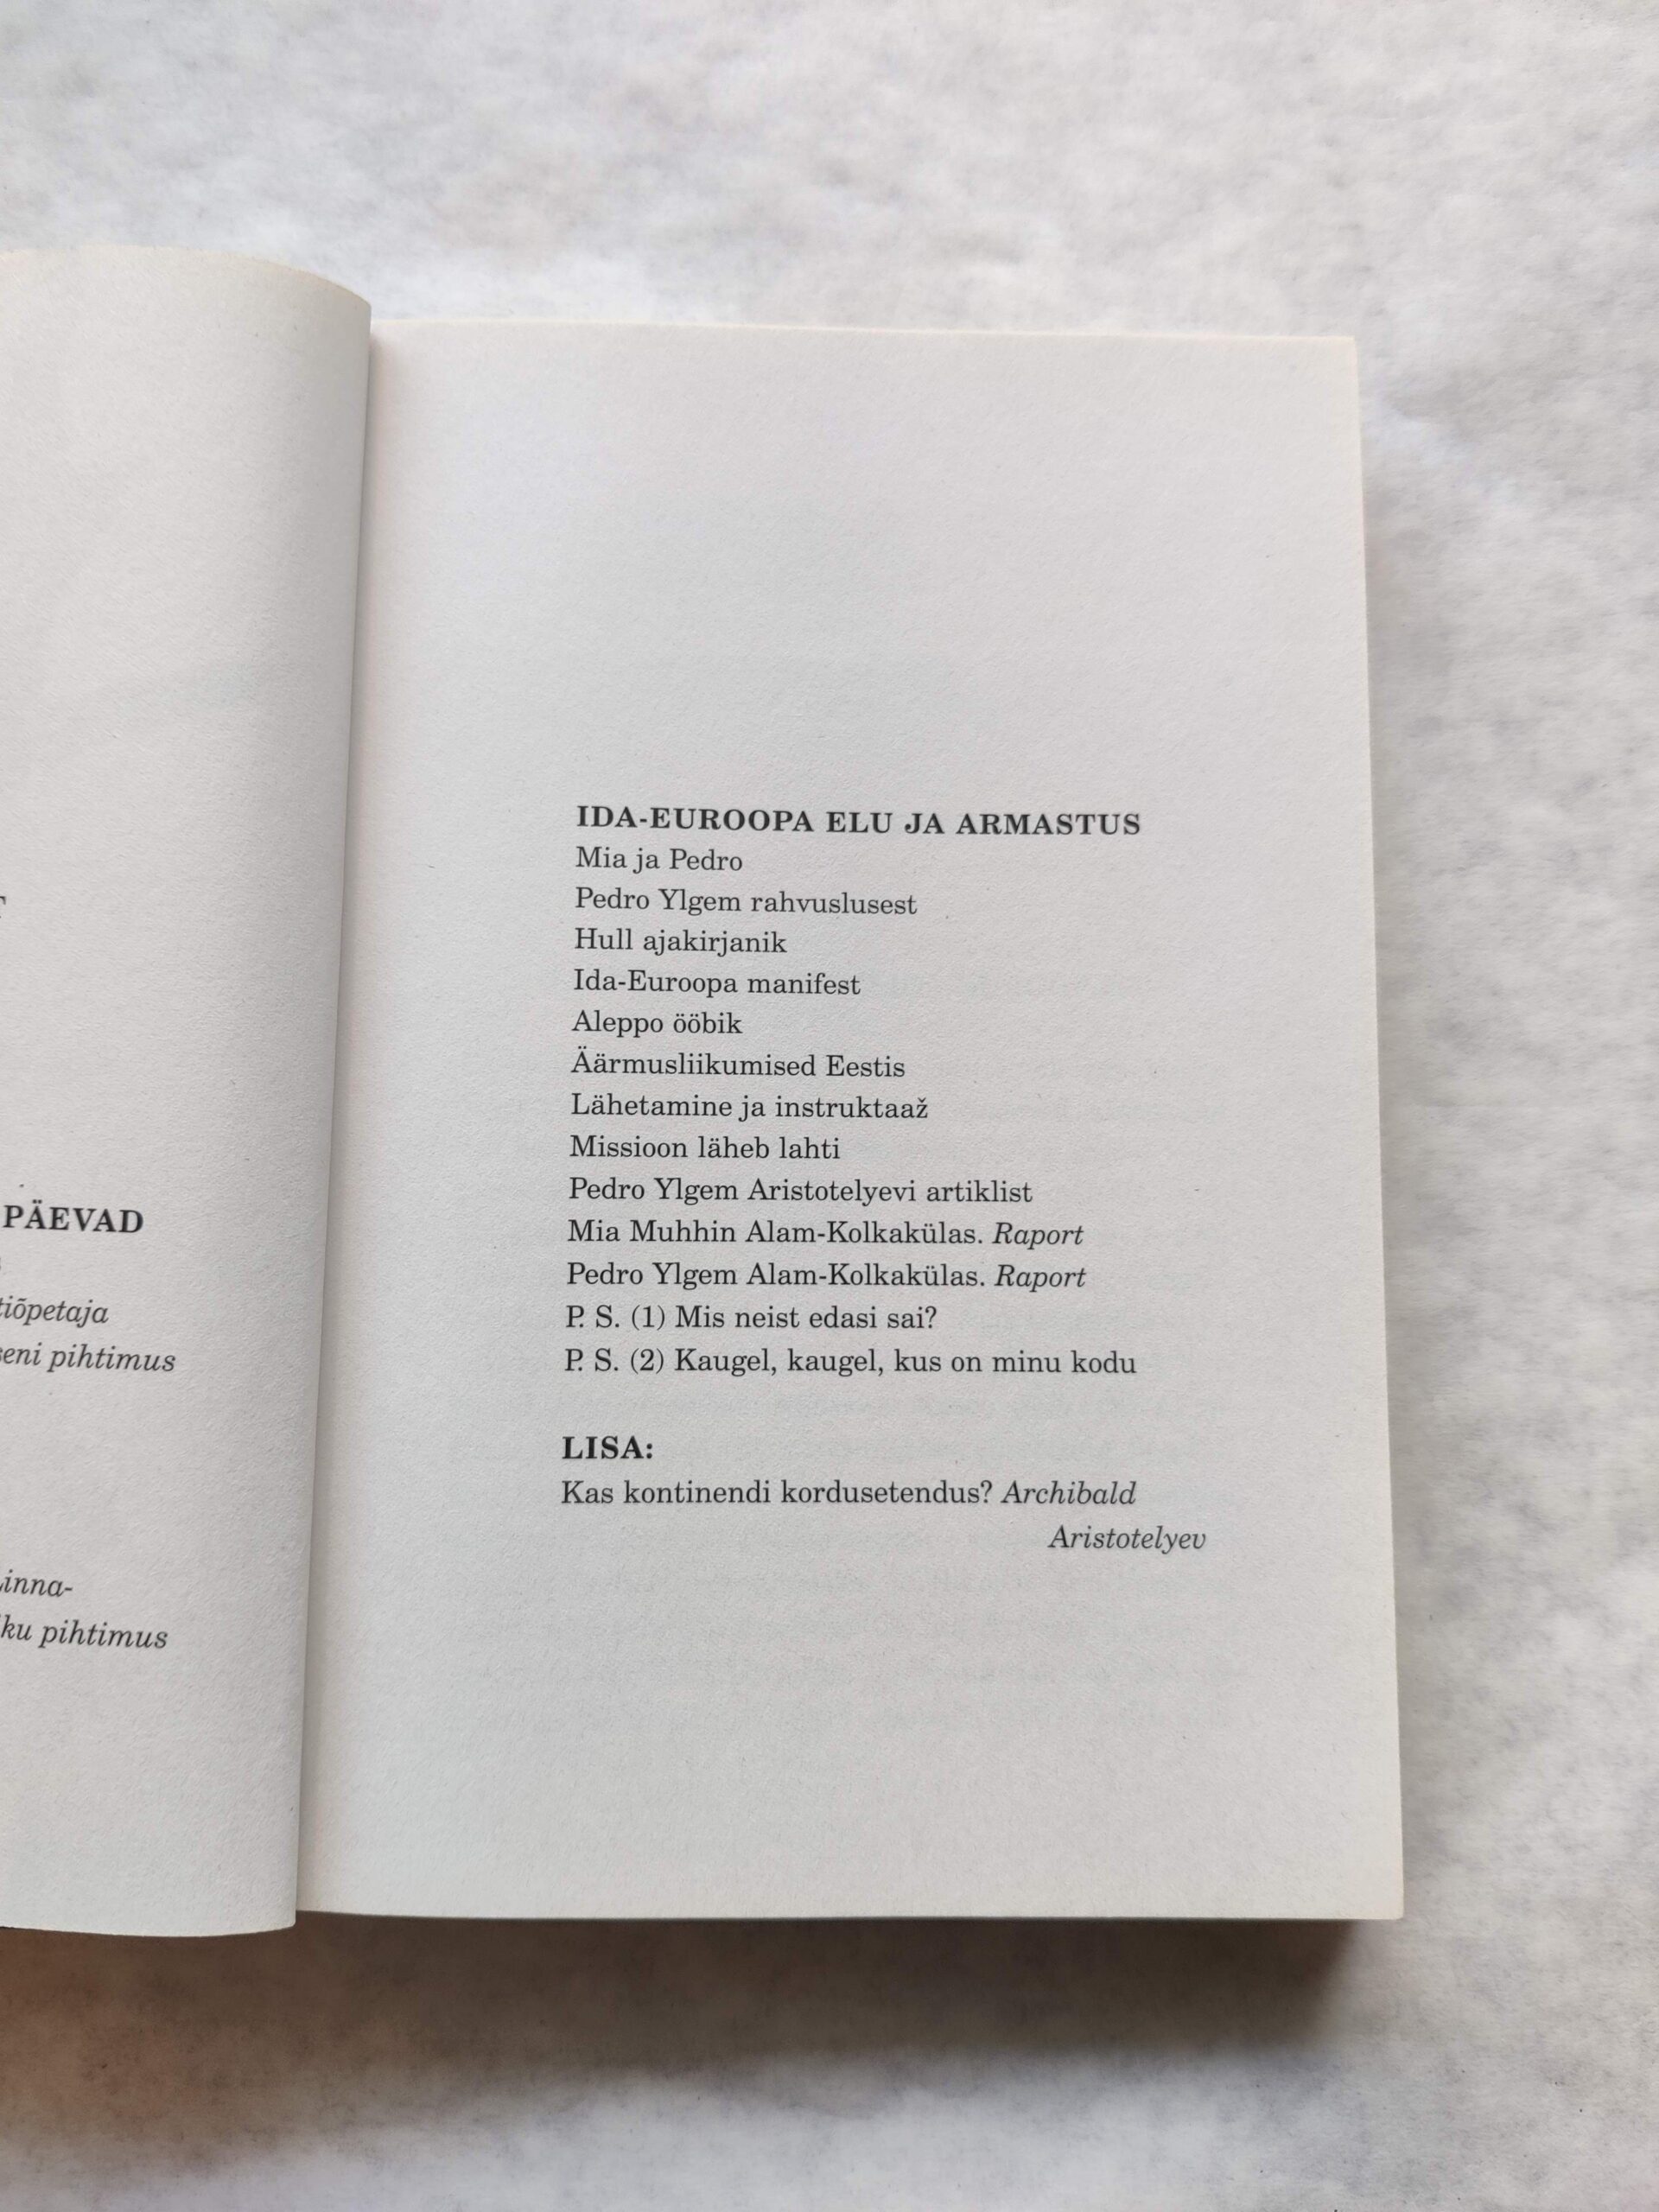 PÄEVAD
pihtimus
pihtimus
IDA-EUROOPA ELU JA ARMASTUS
Mia ja Pedro
Pedro Ylgem rahvuslusest
Hull ajakirjanik
Ida-Euroopa manifest
Aleppo ööbik
Äärmusliikumised Eestis
Lähetamine ja instruktaaž
Missioon läheb lahti
Pedro Ylgem Aristotelyevi artiklist
Mia Muhhin Alam-Kolkakülas. Raport
Pedro Ylgem Alam-Kolkakülas. Raport
P. S. (1) Mis neist edasi sai?
P. S. (2) Kaugel, kaugel, kus on minu kodu
LISA:
Kas kontinendi kordusetendus? Archibald
Aristotelyev